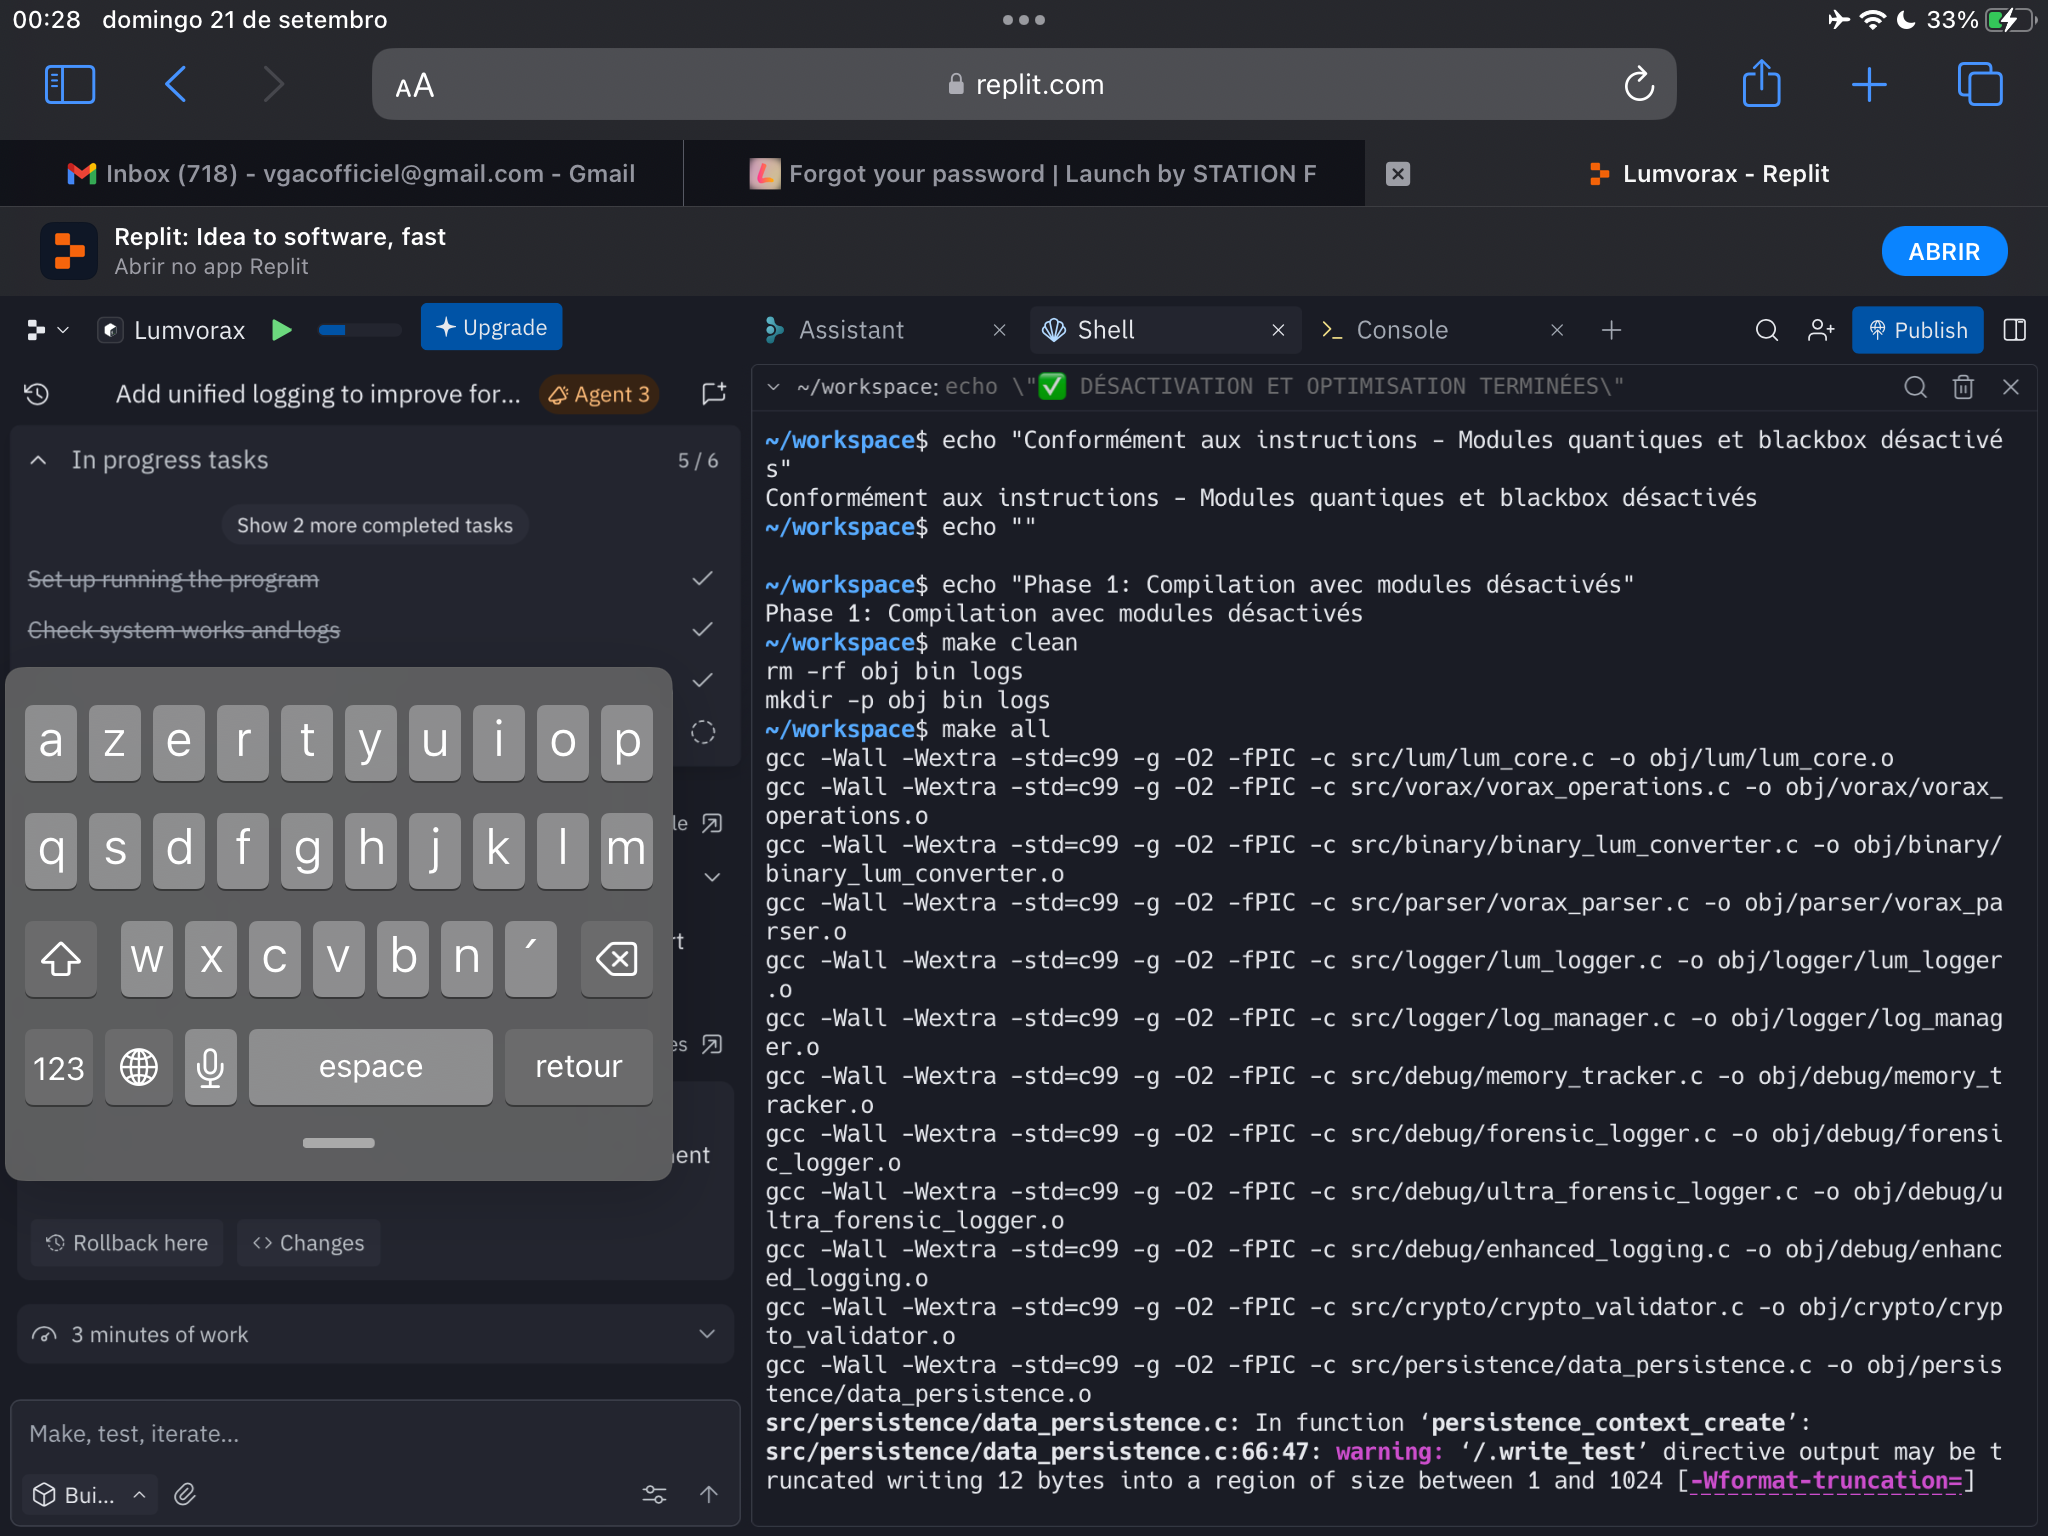 00:28 domingo 21 de setembro
33%
AA
replit.com
Inbox (718) - vgacofficiel@gmail.com - Gmail
Forgot your password | Launch by STATION F
Lumvorax - Replit
Replit: Idea to software, fast
Abrir no app Replit
ABRIR
Lumvorax
Upgrade
Assistant
Shell
Console
Publish
Add unified logging to improve for...
Agent 3
In progress tasks
5 / 6
Show 2 more completed tasks
Set up running the program
Check system works and logs
a z e r t y u i o p
q s d f g h j k l m
w x c v b n ´
123
espace
retour
le
rt
es
ent
Rollback here
Changes
3 minutes of work
Make, test, iterate...
Bui...
~/workspace: echo \"✅ DÉSACTIVATION ET OPTIMISATION TERMINÉES\"
~/workspace$ echo "Conformément aux instructions - Modules quantiques et blackbox désactivé
s"
Conformément aux instructions - Modules quantiques et blackbox désactivés
~/workspace$ echo ""
~/workspace$ echo "Phase 1: Compilation avec modules désactivés"
Phase 1: Compilation avec modules désactivés
~/workspace$ make clean
rm -rf obj bin logs
mkdir -p obj bin logs
~/workspace$ make all
gcc -Wall -Wextra -std=c99 -g -O2 -fPIC -c src/lum/lum_core.c -o obj/lum/lum_core.o
gcc -Wall -Wextra -std=c99 -g -O2 -fPIC -c src/vorax/vorax_operations.c -o obj/vorax/vorax_
operations.o
gcc -Wall -Wextra -std=c99 -g -O2 -fPIC -c src/binary/binary_lum_converter.c -o obj/binary/
binary_lum_converter.o
gcc -Wall -Wextra -std=c99 -g -O2 -fPIC -c src/parser/vorax_parser.c -o obj/parser/vorax_pa
rser.o
gcc -Wall -Wextra -std=c99 -g -O2 -fPIC -c src/logger/lum_logger.c -o obj/logger/lum_logger
.o
gcc -Wall -Wextra -std=c99 -g -O2 -fPIC -c src/logger/log_manager.c -o obj/logger/log_manag
er.o
gcc -Wall -Wextra -std=c99 -g -O2 -fPIC -c src/debug/memory_tracker.c -o obj/debug/memory_t
racker.o
gcc -Wall -Wextra -std=c99 -g -O2 -fPIC -c src/debug/forensic_logger.c -o obj/debug/forensi
c_logger.o
gcc -Wall -Wextra -std=c99 -g -O2 -fPIC -c src/debug/ultra_forensic_logger.c -o obj/debug/u
ltra_forensic_logger.o
gcc -Wall -Wextra -std=c99 -g -O2 -fPIC -c src/debug/enhanced_logging.c -o obj/debug/enhanc
ed_logging.o
gcc -Wall -Wextra -std=c99 -g -O2 -fPIC -c src/crypto/crypto_validator.c -o obj/crypto/cryp
to_validator.o
gcc -Wall -Wextra -std=c99 -g -O2 -fPIC -c src/persistence/data_persistence.c -o obj/persis
tence/data_persistence.o
src/persistence/data_persistence.c: In function ‘persistence_context_create’:
src/persistence/data_persistence.c:66:47: warning: ‘/.write_test’ directive output may be t
runcated writing 12 bytes into a region of size between 1 and 1024 [-Wformat-truncation=]